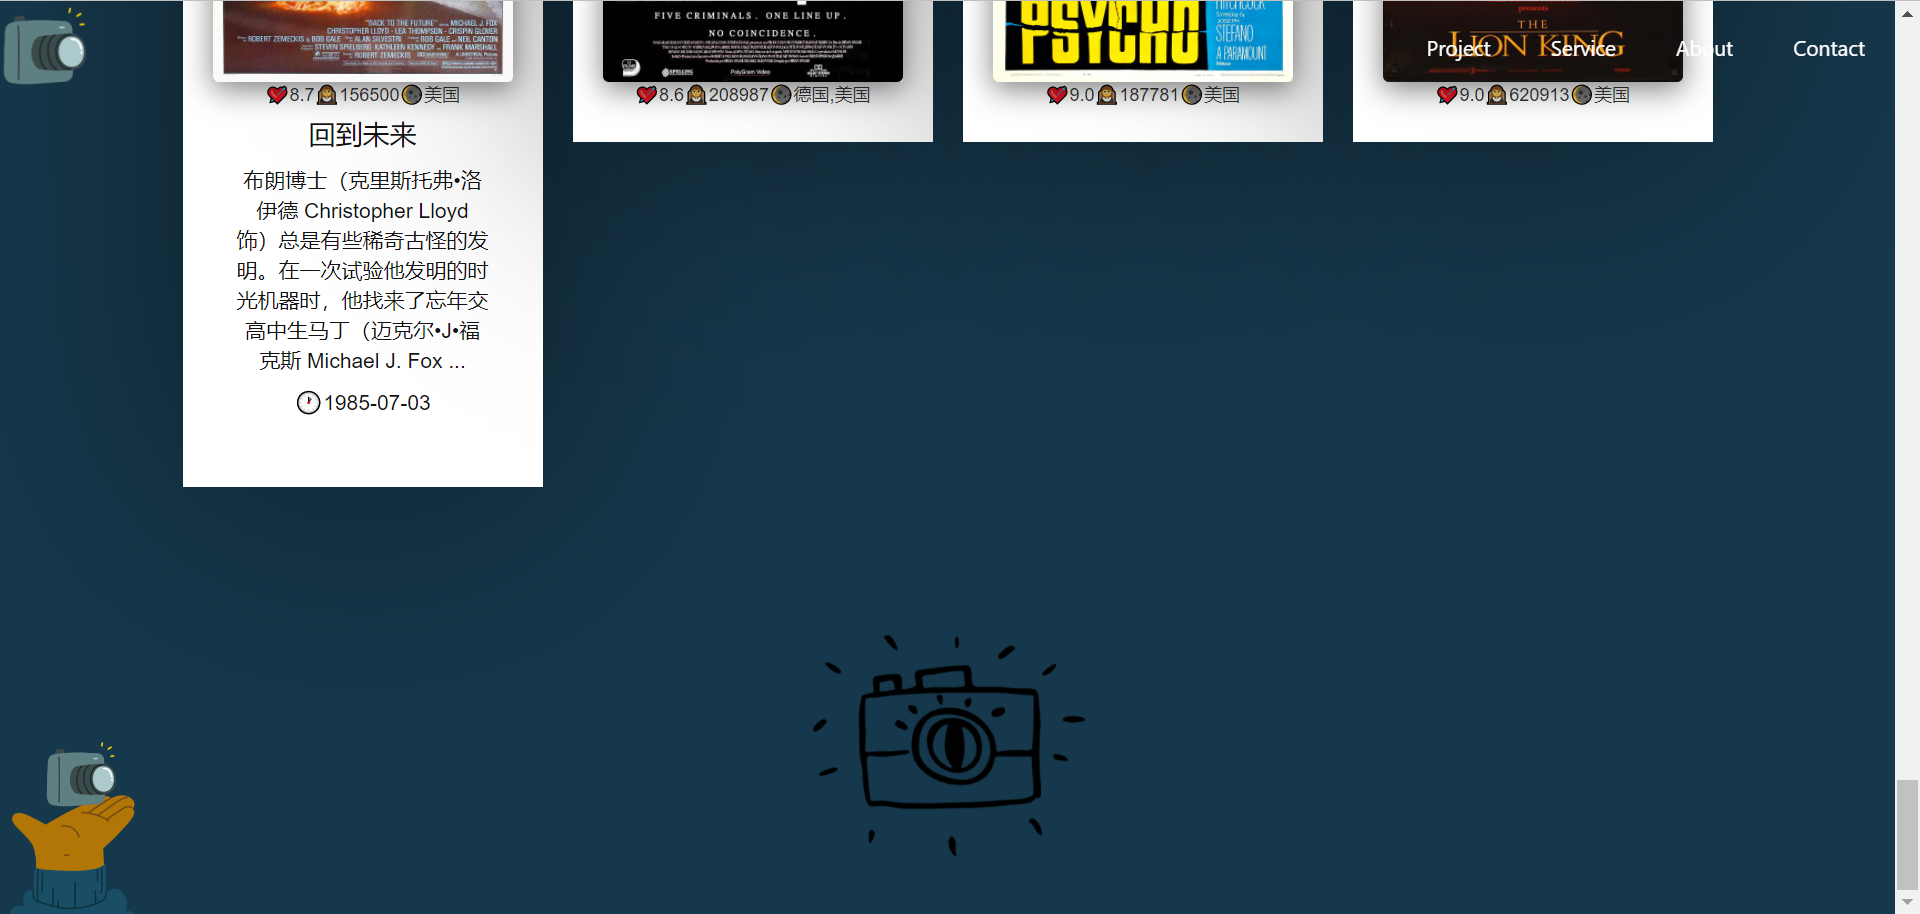 Project
Service
About
Contact
"BACK TO THE FUTURE" MICHAEL J. FOX
CHRISTOPHER LLOYD · LEA THOMPSON · CRISPIN GLOVER
ROBERT ZEMECKIS & BOB GALE ALAN SILVESTRI BOB GALE NEIL CANTON
STEVEN SPIELBERG KATHLEEN KENNEDY FRANK MARSHALL
ROBERT ZEMECKIS
8.7 156500 美国
回到未来
布朗博士（克里斯托弗•洛
伊德 Christopher Lloyd
饰）总是有些稀奇古怪的发
明。在一次试验他发明的时
光机器时，他找来了忘年交
高中生马丁（迈克尔•J•福
克斯 Michael J. Fox ...
1985-07-03
FIVE CRIMINALS. ONE LINE UP.
NO COINCIDENCE.
SPELLING
PolyGram Video
8.6 208987 德国,美国
PSYCHO
HITCHCOCK
JOSEPH
STEFANO
A PARAMOUNT
9.0 187781 美国
presents
THE
LION KING
9.0 620913 美国